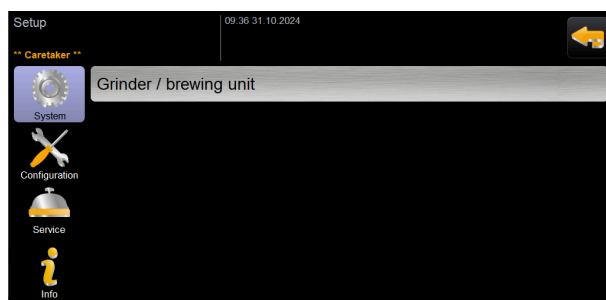 Setup
09:36 31.10.2024
** Caretaker **
Grinder / brewing unit
System
Configuration
Service
Info